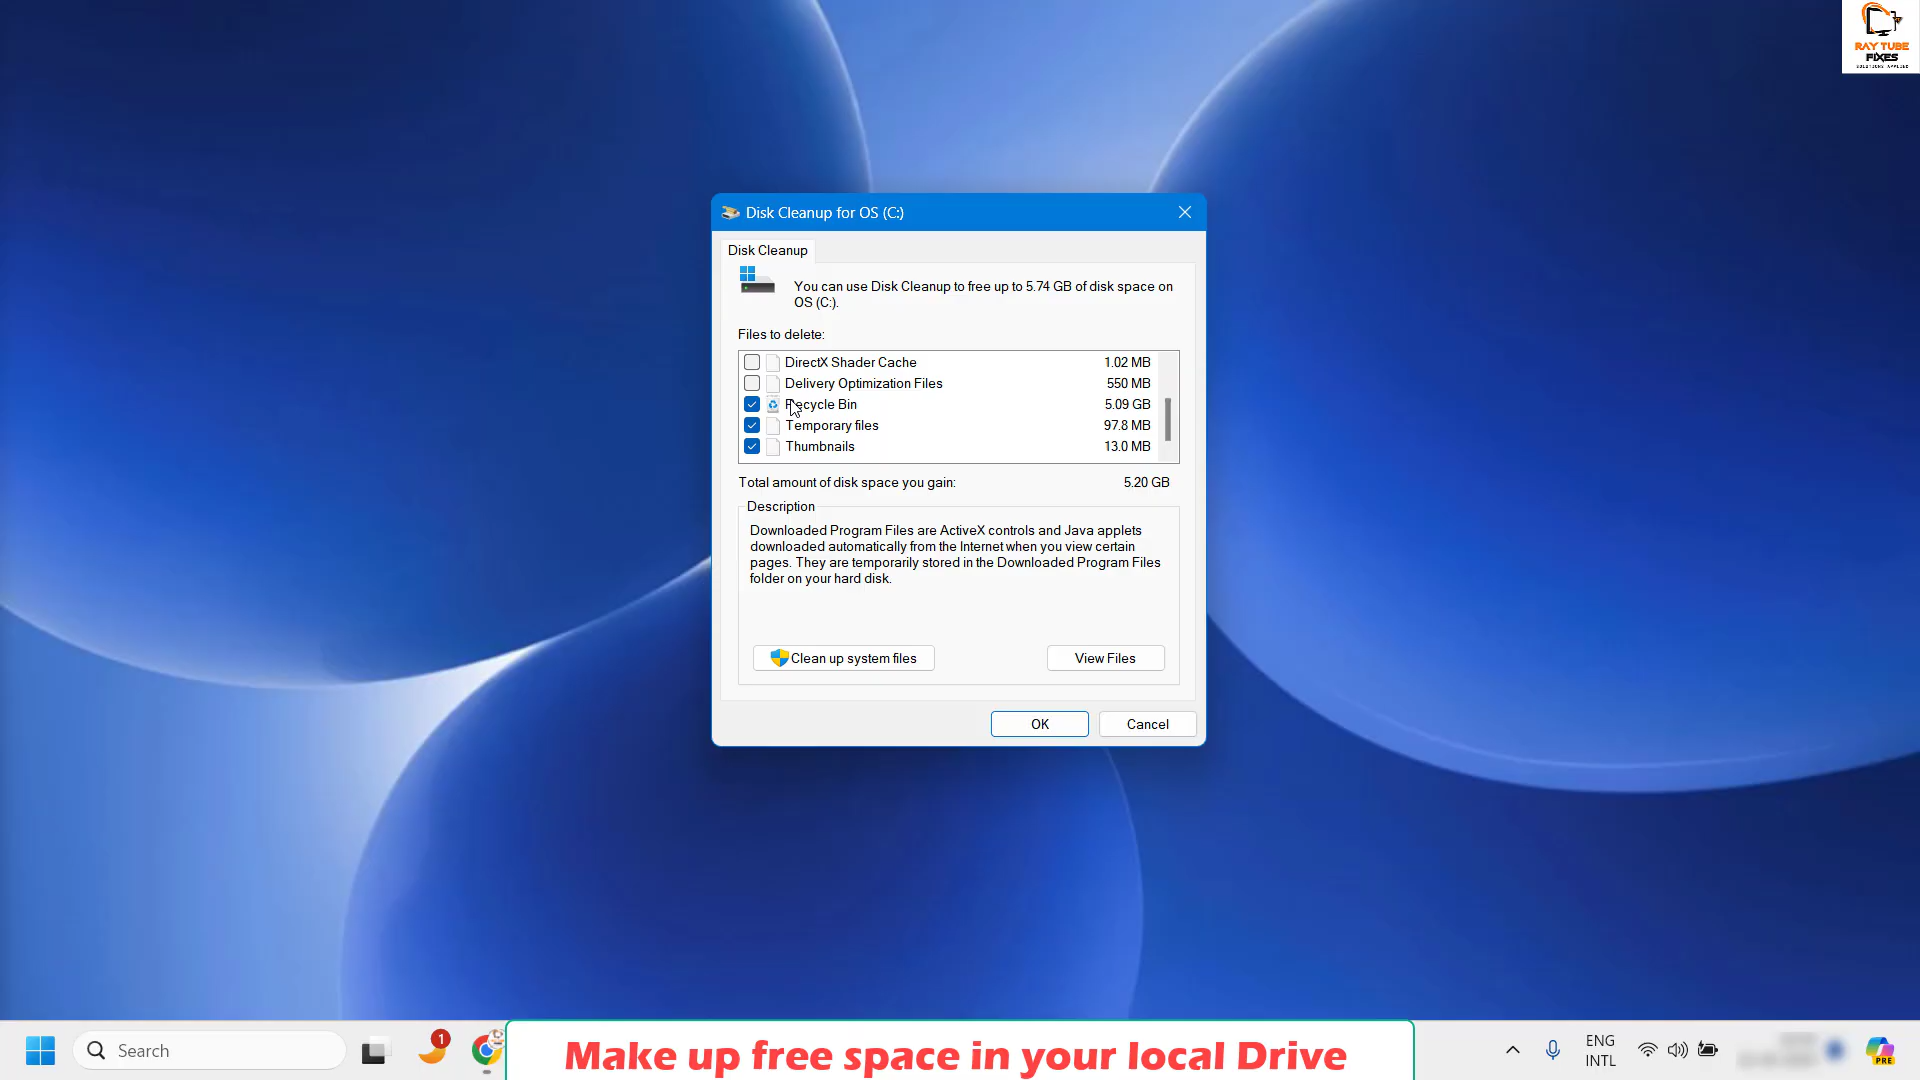 RAY TUBE
FIXES
SOLUTIONS APPLIED
Disk Cleanup for OS (C:)
Disk Cleanup
You can use Disk Cleanup to free up to 5.74 GB of disk space on
OS (C:).
Files to delete:
DirectX Shader Cache 1.02 MB
Delivery Optimization Files 550 MB
Recycle Bin 5.09 GB
Temporary files 97.8 MB
Thumbnails 13.0 MB
Total amount of disk space you gain: 5.20 GB
Description
Downloaded Program Files are ActiveX controls and Java applets
downloaded automatically from the Internet when you view certain
pages. They are temporarily stored in the Downloaded Program Files
folder on your hard disk.
Clean up system files
View Files
OK
Cancel
Search
1
Make up free space in your local Drive
ENG
INTL
PRE